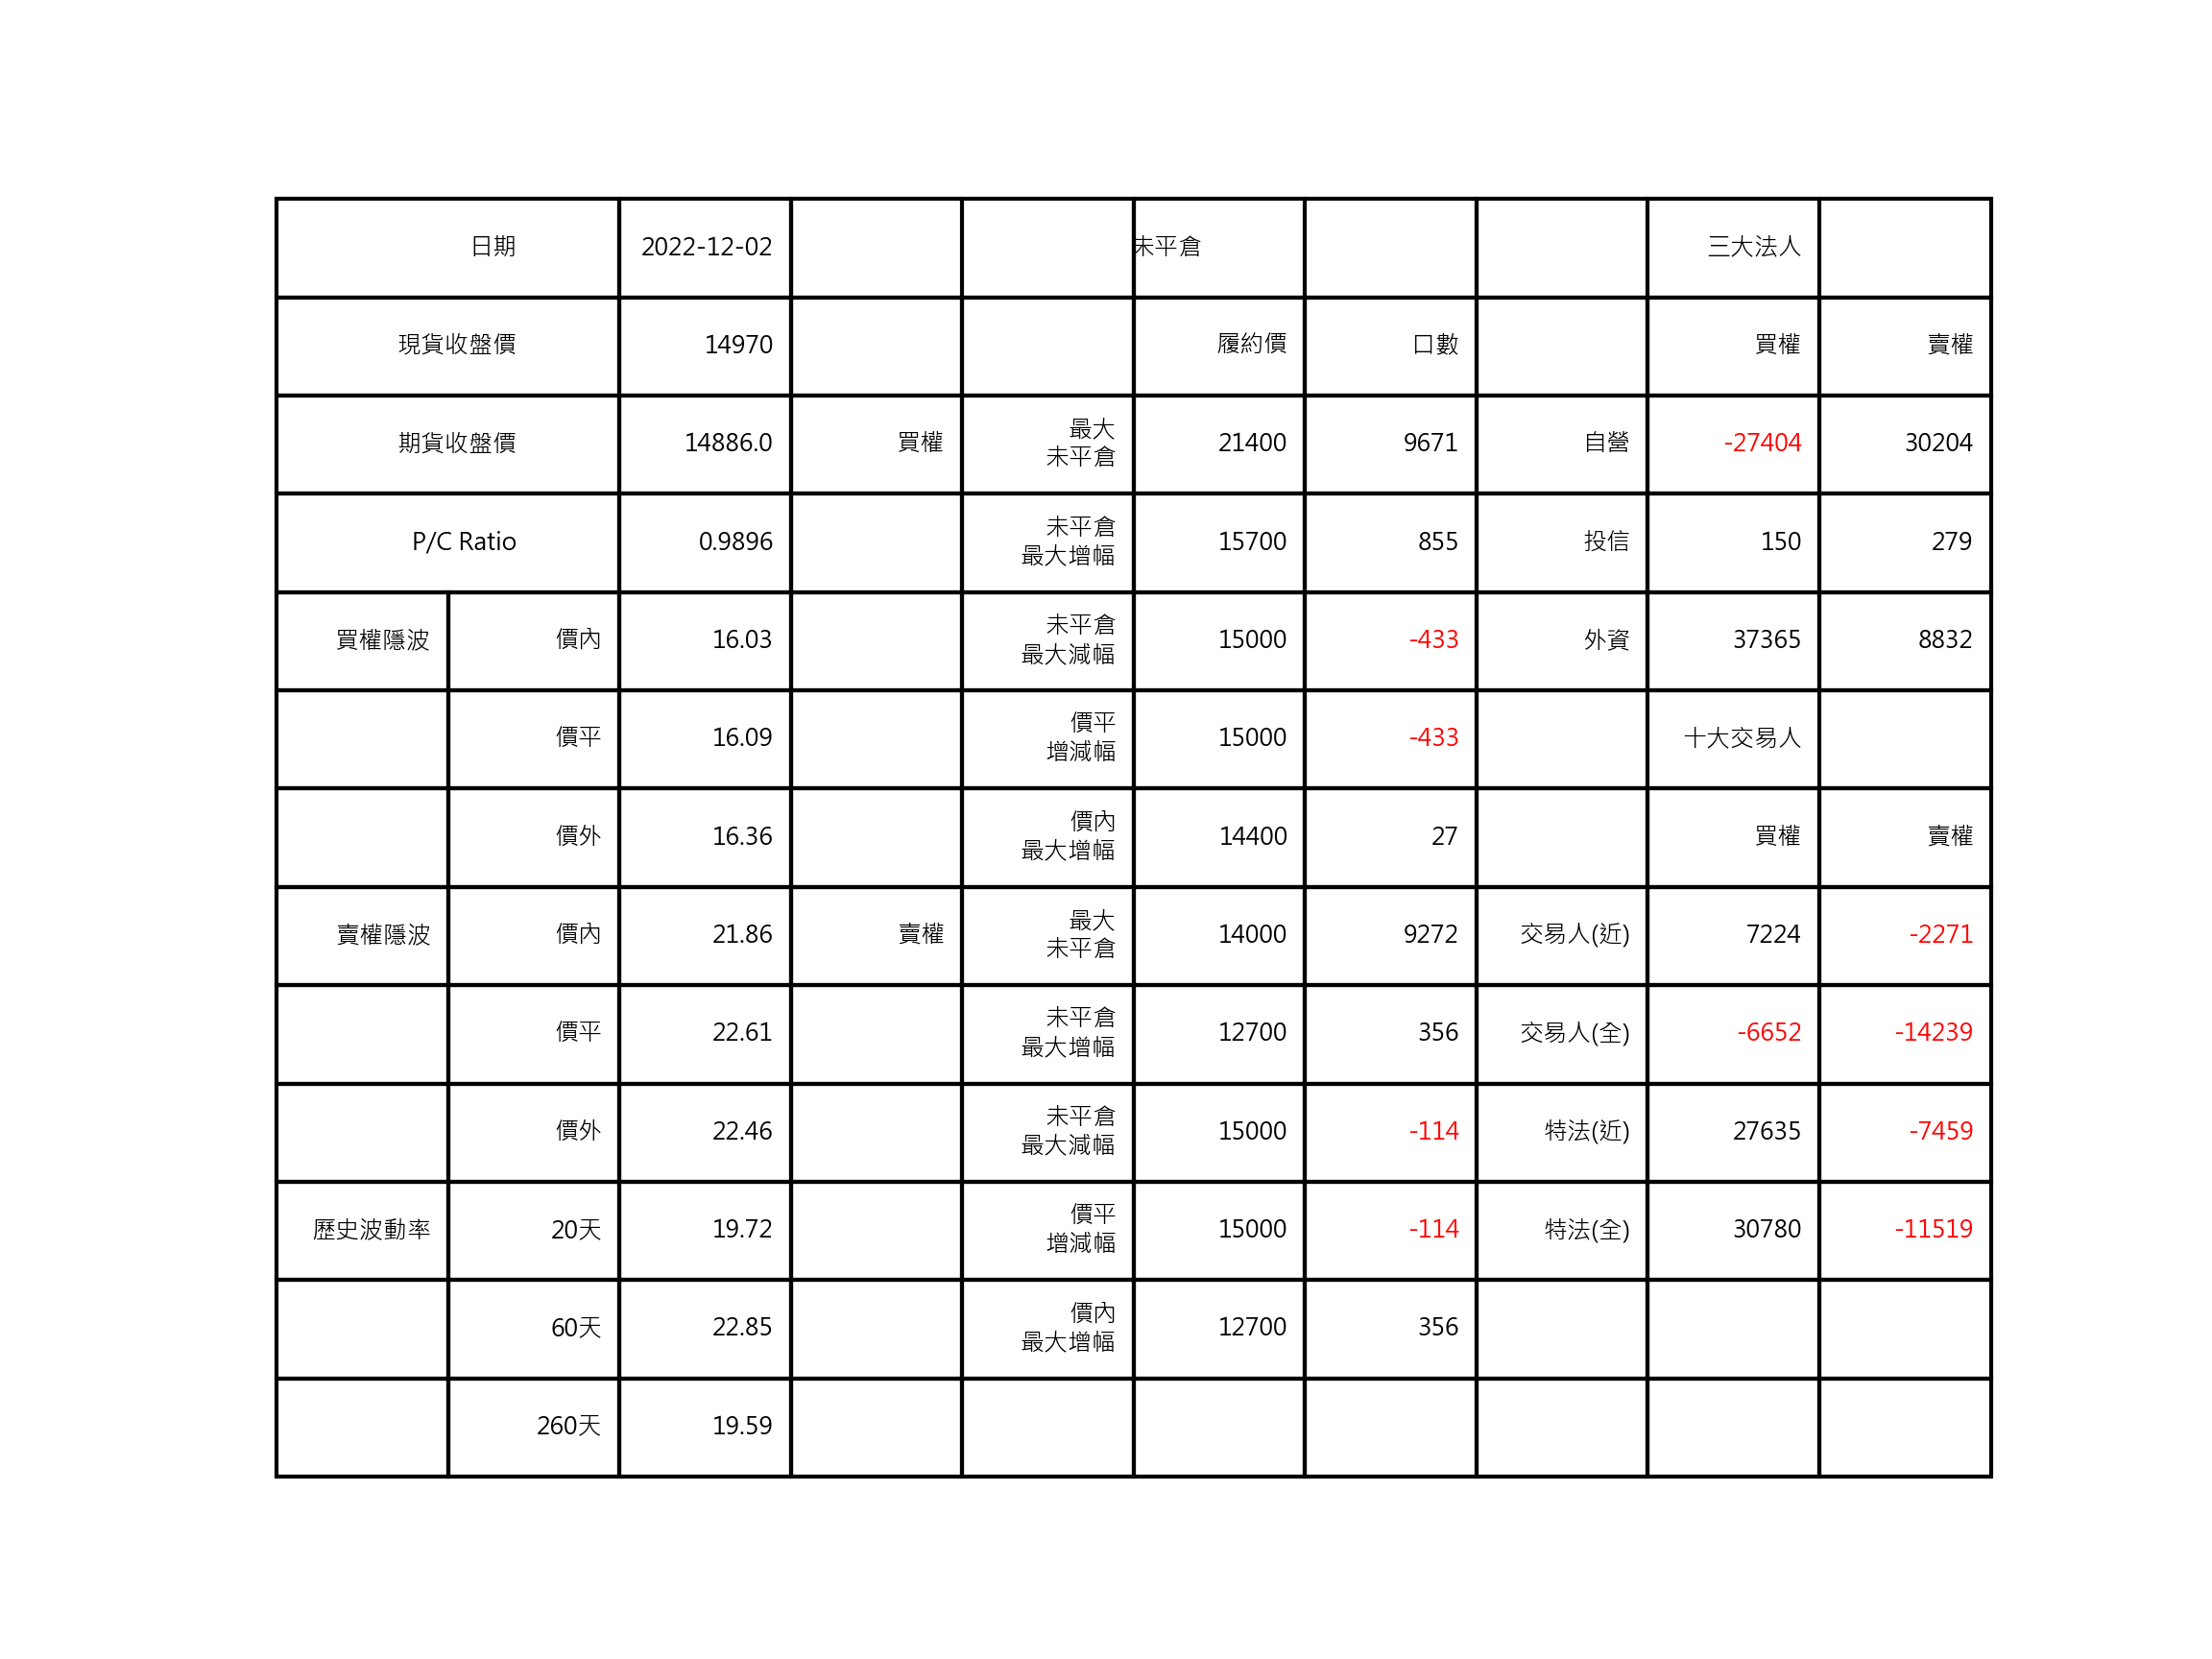 日期 2022-12-02 未平倉 三大法人
現貨收盤價 14970 履約價 口數 買權 賣權
期貨收盤價 14886.0 買權 最大 未平倉 21400 9671 自營 -27404 30204
P/C Ratio 0.9896 未平倉 最大增幅 15700 855 投信 150 279
買權隱波 價內 16.03 未平倉 最大減幅 15000 -433 外資 37365 8832
價平 16.09 價平 增減幅 15000 -433 十大交易人
價外 16.36 價內 最大增幅 14400 27 買權 賣權
賣權隱波 價內 21.86 賣權 最大 未平倉 14000 9272 交易人(近) 7224 -2271
價平 22.61 未平倉 最大增幅 12700 356 交易人(全) -6652 -14239
價外 22.46 未平倉 最大減幅 15000 -114 特法(近) 27635 -7459
歷史波動率 20天 19.72 價平 增減幅 15000 -114 特法(全) 30780 -11519
60天 22.85 價內 最大增幅 12700 356
260天 19.59